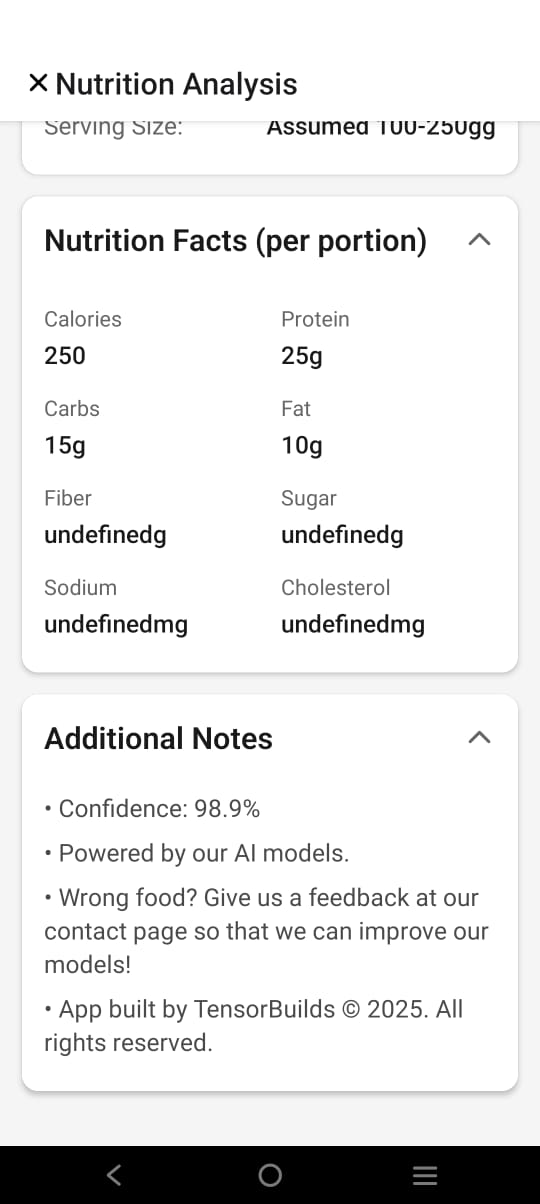 × Nutrition Analysis
Serving Size: Assumed 100-250gg
Nutrition Facts (per portion)
Calories Protein
250 25g
Carbs Fat
15g 10g
Fiber Sugar
undefinedg undefinedg
Sodium Cholesterol
undefinedmg undefinedmg
Additional Notes
• Confidence: 98.9%
• Powered by our AI models.
• Wrong food? Give us a feedback at our
contact page so that we can improve our
models!
• App built by TensorBuilds © 2025. All
rights reserved.